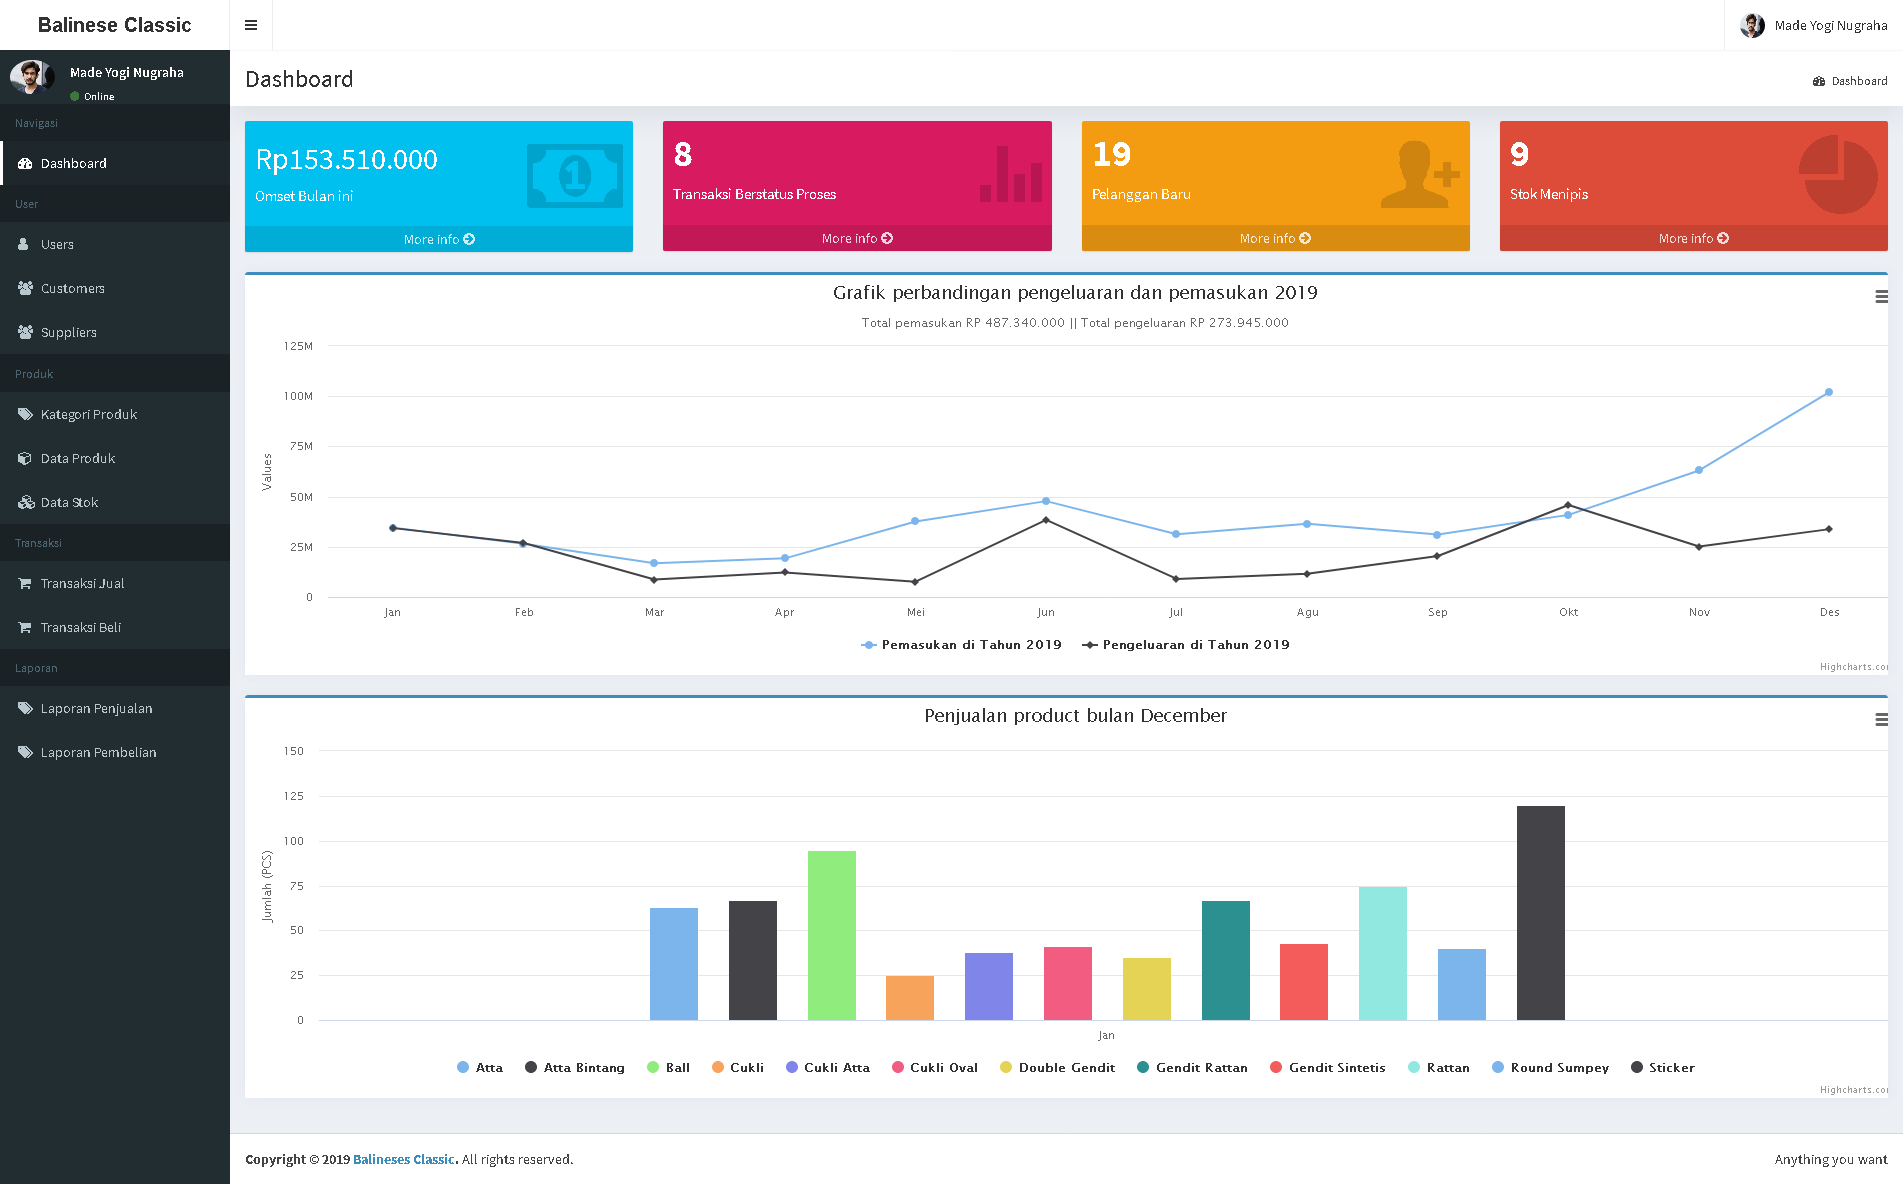 Balinese Classic
Made Yogi Nugraha
Made Yogi Nugraha
Online
Navigasi
Dashboard
User
Users
Customers
Suppliers
Produk
Kategori Produk
Data Produk
Data Stok
Transaksi
Transaksi Jual
Transaksi Beli
Laporan
Laporan Penjualan
Laporan Pembelian
Dashboard
Dashboard
Rp153.510.000
Omset Bulan ini
More info
8
Transaksi Berstatus Proses
More info
19
Pelanggan Baru
More info
9
Stok Menipis
More info
Grafik perbandingan pengeluaran dan pemasukan 2019
Total pemasukan RP 487.340.000 || Total pengeluaran RP 273.945.000
Values
125M
100M
75M
50M
25M
0
Jan Feb Mar Apr Mei Jun Jul Agu Sep Okt Nov Des
Pemasukan di Tahun 2019 Pengeluaran di Tahun 2019
Highcharts.co
Penjualan product bulan December
Jumlah (PCS)
150
125
100
75
50
25
0
Jan
Atta Atta Bintang Ball Cukli Cukli Atta Cukli Oval Double Gendit Gendit Rattan Gendit Sintetis Rattan Round Sumpey Sticker
Highcharts.co
Copyright © 2019 Balineses Classic. All rights reserved.
Anything you want